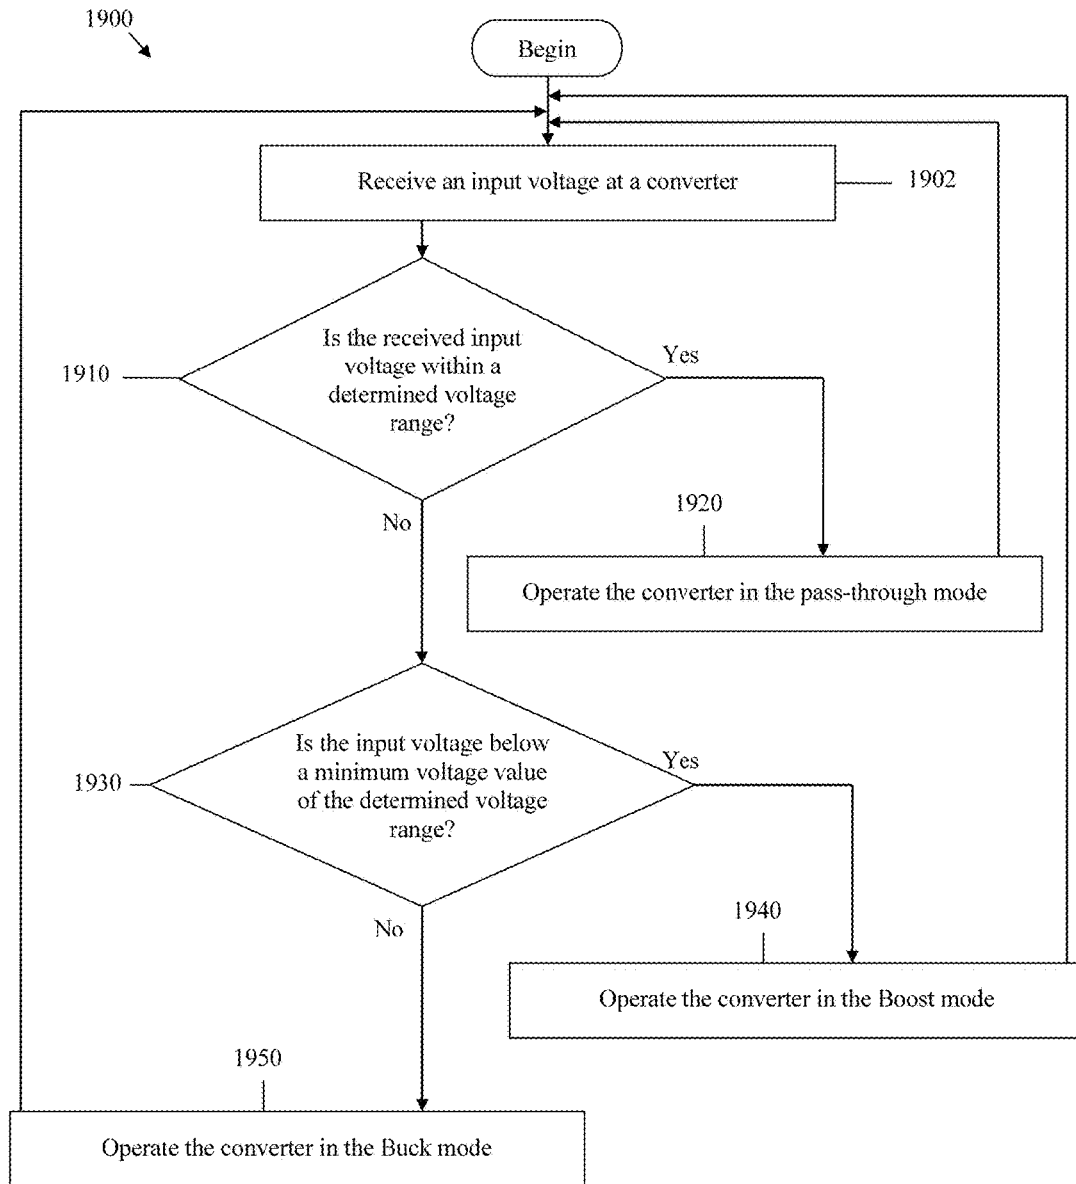 1900
Begin
Receive an input voltage at a converter
1902
Is the received input
voltage within a
determined voltage
range?
1910
Yes
No
1920
Operate the converter in the pass-through mode
Is the input voltage below
a minimum voltage value
of the determined voltage
range?
1930
Yes
No
1940
Operate the converter in the Boost mode
1950
Operate the converter in the Buck mode